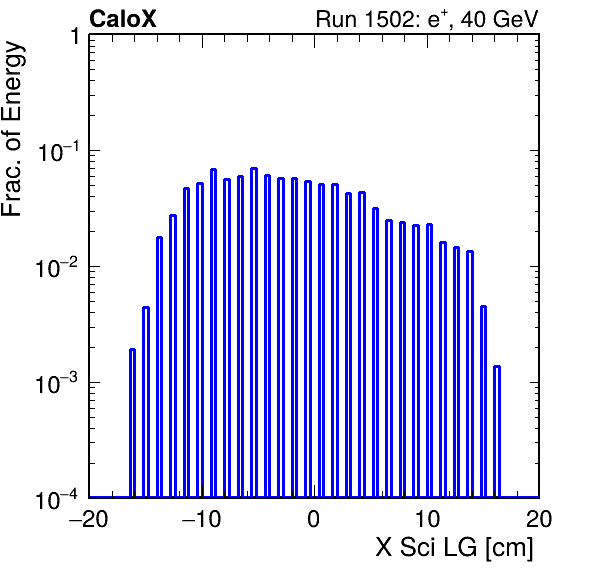 CaloX
Run 1502: e⁺, 40 GeV
Frac. of Energy
1
10⁻¹
10⁻²
10⁻³
10⁻⁴
−20 −10 0 10 20
X Sci LG [cm]